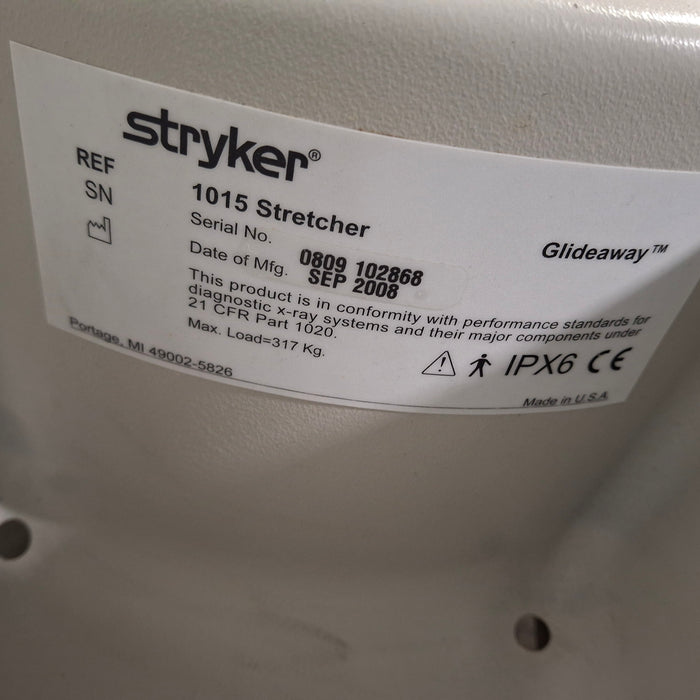 stryker®
REF 1015 Stretcher
SN Serial No. 0809 102868
Glideaway™
Date of Mfg. SEP 2008
This product is in conformity with performance standards for
diagnostic x-ray systems and their major components under
21 CFR Part 1020.
Max. Load=317 Kg.
IPX6 CE
Portage, MI 49002-5826
Made in U.S.A.